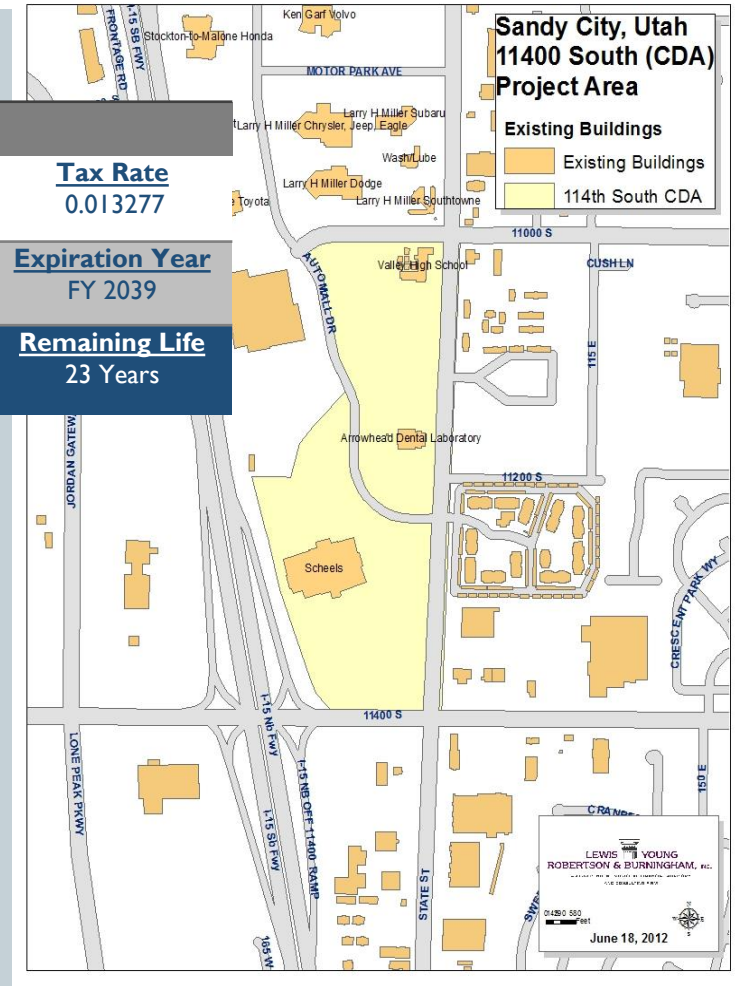 Sandy City, Utah
11400 South (CDA)
Project Area
Existing Buildings
Existing Buildings
114th South CDA
Tax Rate
0.013277
Expiration Year
FY 2039
Remaining Life
23 Years
FRONTAGE RD
I-15 SB FWY
Stockton-to-Malone Honda
Ken Garf Volvo
MOTOR PARK AVE
Larry H Miller Subaru
Larry H Miller Chrysler, Jeep, Eagle
Wash/Lube
Larry H Miller Dodge
Larry H Miller Southtowne
Toyota
11000 S
AUTOMALL DR
Valley High School
CUSH LN
115 E
JORDAN GATEWA
Arrowhead Dental Laboratory
11200 S
Scheels
CRESCENT PARK WY
11400 S
I-15 Nb Fwy
I-15 NB OFF 11400 RAMP
I-15 Sb Fwy
LONE PEAK PKWY
STATE ST
150 E
165 W
LEWIS YOUNG
ROBERTSON & BURNINGHAM, INC.
Feet
June 18, 2012